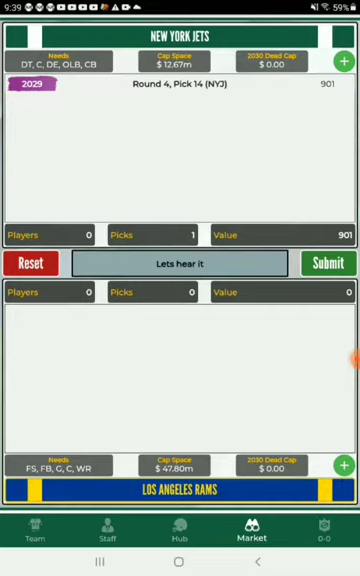 9:39
59%
NEW YORK JETS
Needs
DT, C, DE, OLB, CB
Cap Space
$ 12.67m
2030 Dead Cap
$ 0.00
+
2029 Round 4, Pick 14 (NYJ) 901
Players 0
Picks 1
Value 901
Reset
Lets hear it
Submit
Players 0
Picks 0
Value 0
Needs
FS, FB, G, C, WR
Cap Space
$ 47.80m
2030 Dead Cap
$ 0.00
+
LOS ANGELES RAMS
Team
Staff
Hub
Market
0-0